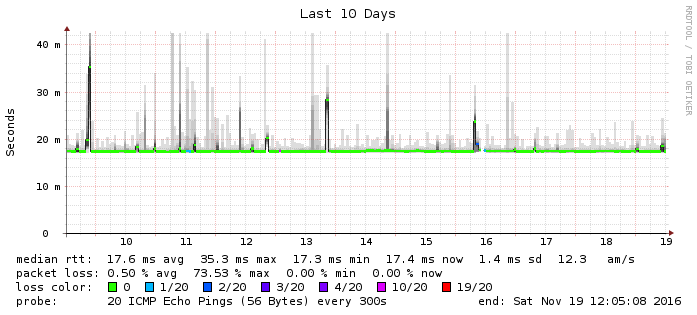 Last 10 Days
RRDTOOL / TOBI OETIKER
Seconds
40 m
30 m
20 m
10 m
0
10 11 12 13 14 15 16 17 18 19
median rtt: 17.6 ms avg 35.3 ms max 17.3 ms min 17.4 ms now 1.4 ms sd 12.3 am/s
packet loss: 0.50 % avg 73.53 % max 0.00 % min 0.00 % now
loss color: 0 1/20 2/20 3/20 4/20 10/20 19/20
probe: 20 ICMP Echo Pings (56 Bytes) every 300s end: Sat Nov 19 12:05:08 2016